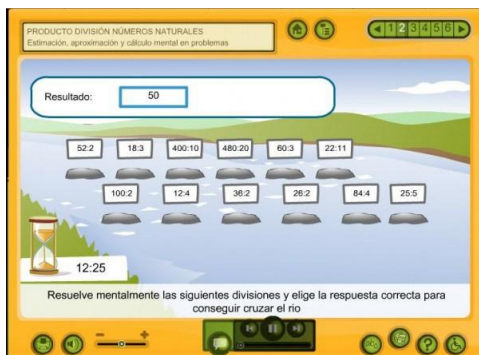 PRODUCTO DIVISIÓN NÚMEROS NATURALES
Estimación, aproximación y cálculo mental en problemas
1 2 3 4 5 6
Resultado: 50
52:2 18:3 400:10 480:20 60:3 22:11
100:2 12:4 36:2 26:2 84:4 25:5
12:25
Resuelve mentalmente las siguientes divisiones y elige la respuesta correcta para
conseguir cruzar el rio